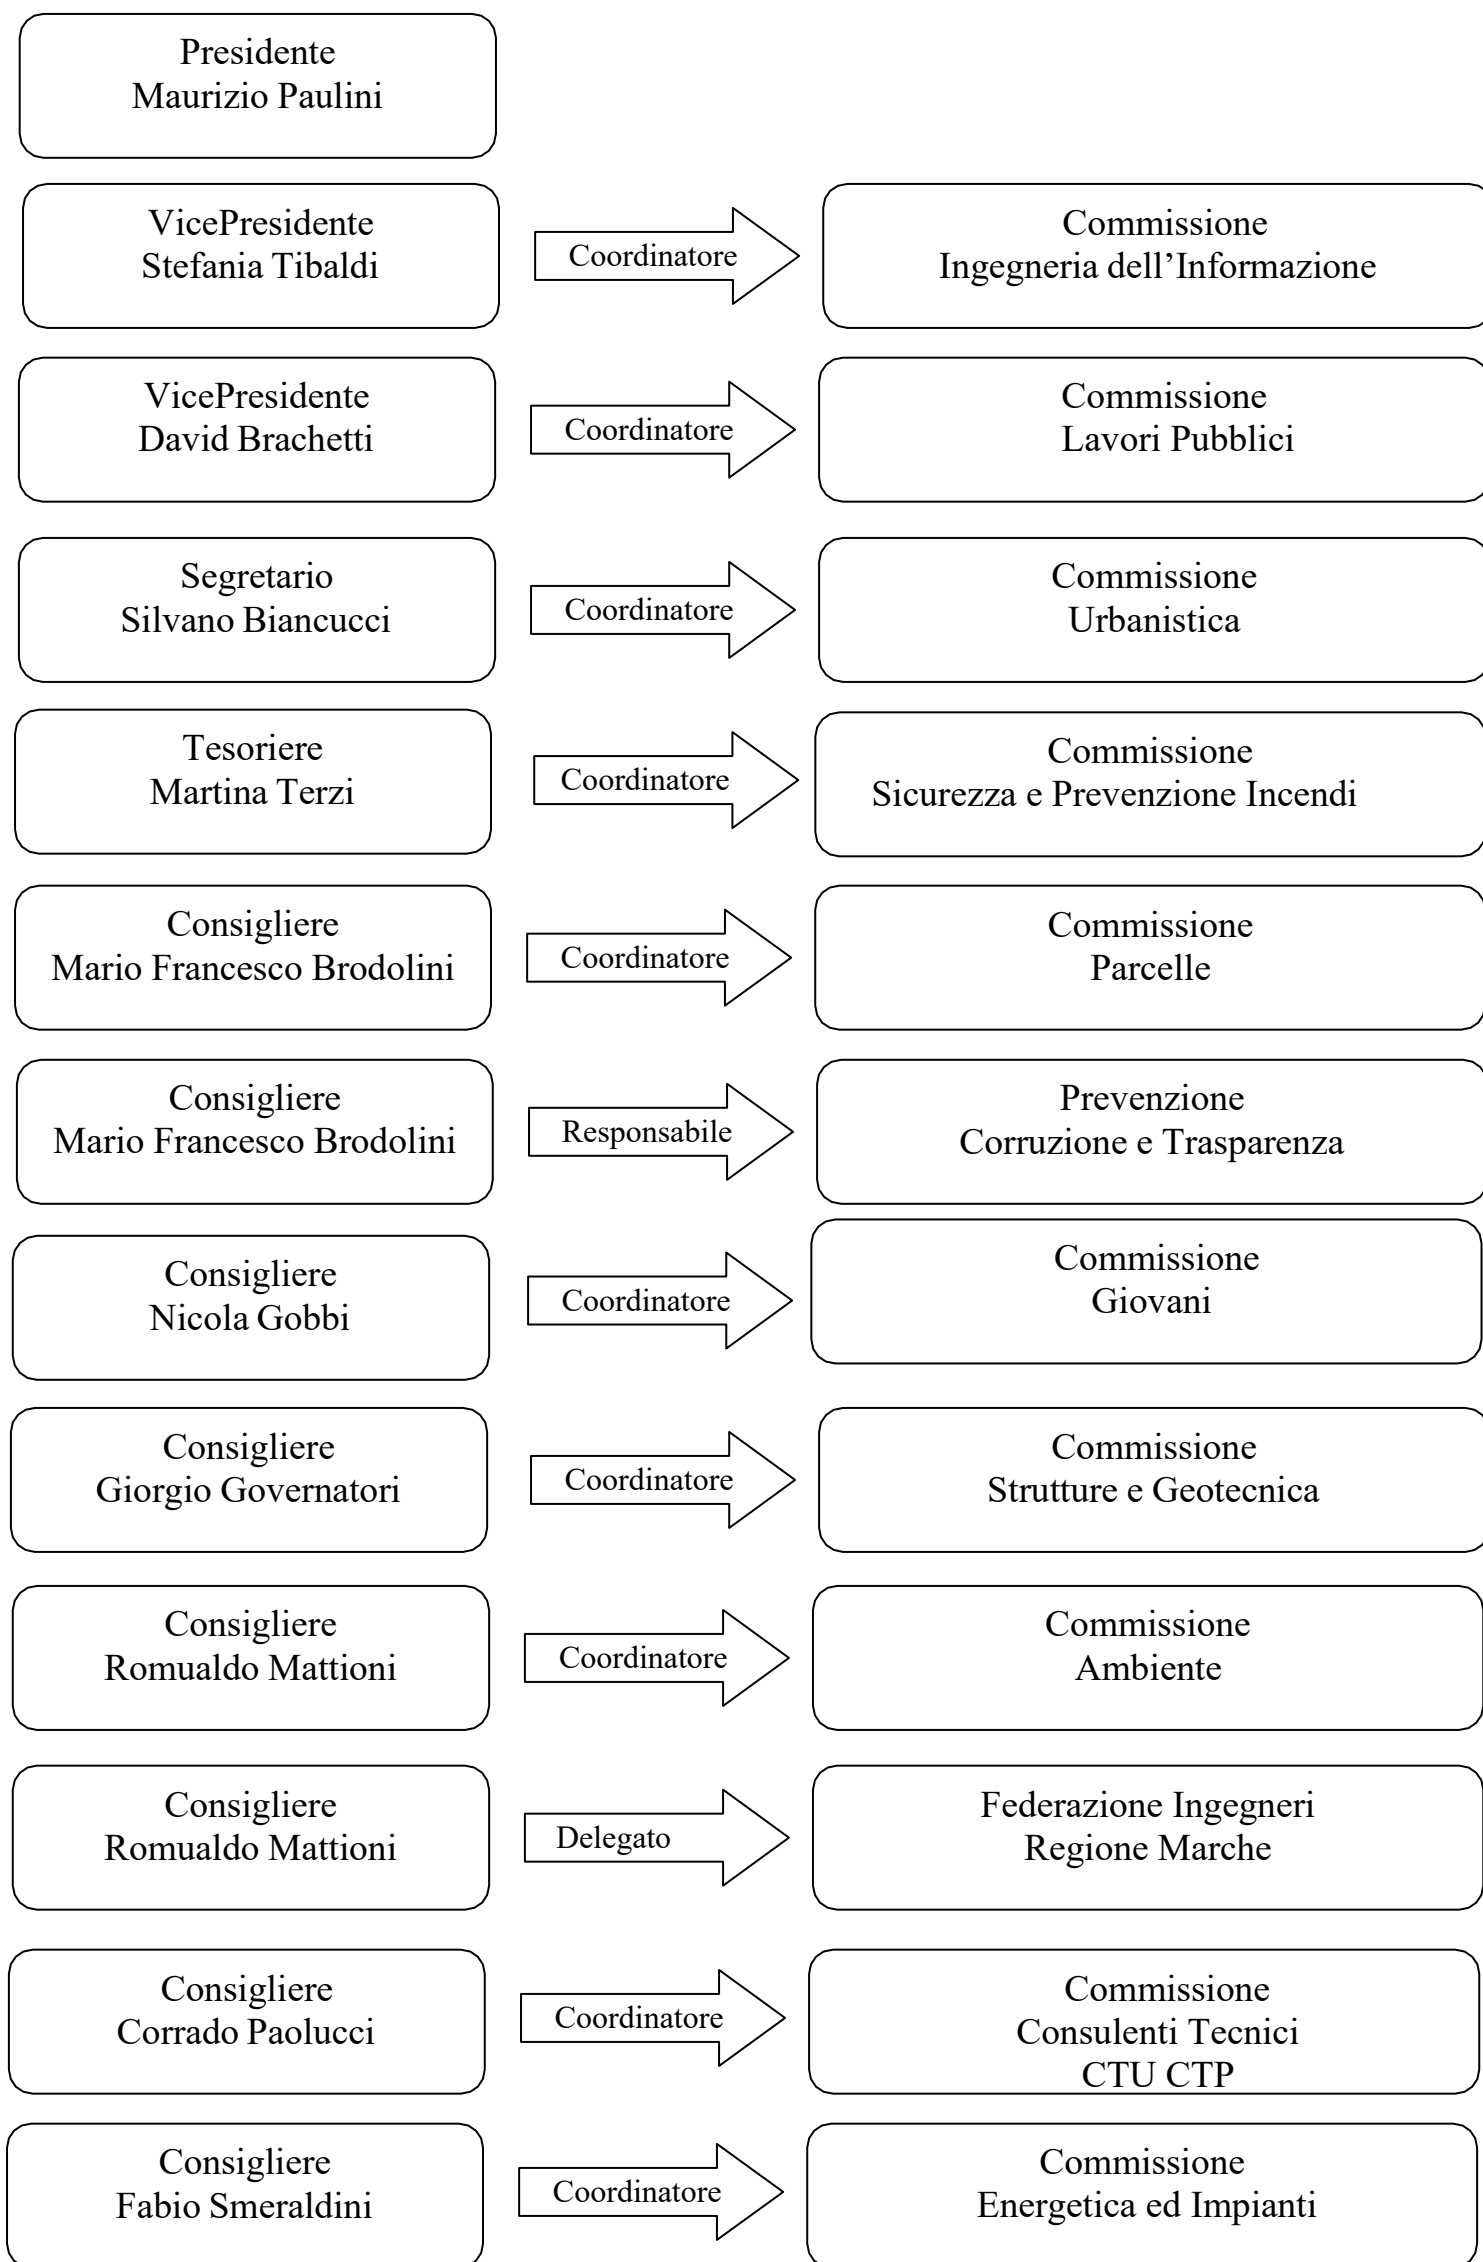 Presidente
Maurizio Paulini
VicePresidente
Stefania Tibaldi
Coordinatore
Commissione
Ingegneria dell’Informazione
VicePresidente
David Brachetti
Coordinatore
Commissione
Lavori Pubblici
Segretario
Silvano Biancucci
Coordinatore
Commissione
Urbanistica
Tesoriere
Martina Terzi
Coordinatore
Commissione
Sicurezza e Prevenzione Incendi
Consigliere
Mario Francesco Brodolini
Coordinatore
Commissione
Parcelle
Consigliere
Mario Francesco Brodolini
Responsabile
Prevenzione
Corruzione e Trasparenza
Consigliere
Nicola Gobbi
Coordinatore
Commissione
Giovani
Consigliere
Giorgio Governatori
Coordinatore
Commissione
Strutture e Geotecnica
Consigliere
Romualdo Mattioni
Coordinatore
Commissione
Ambiente
Consigliere
Romualdo Mattioni
Delegato
Federazione Ingegneri
Regione Marche
Consigliere
Corrado Paolucci
Coordinatore
Commissione
Consulenti Tecnici
CTU CTP
Consigliere
Fabio Smeraldini
Coordinatore
Commissione
Energetica ed Impianti